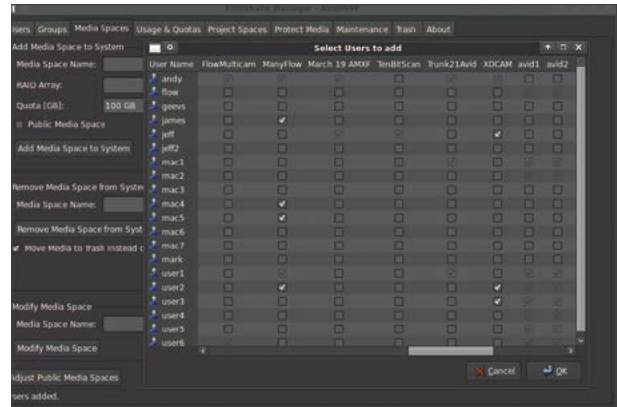 Users Groups Media Spaces Usage & Quotas Project Spaces Protect Media Maintenance Trash About
Add Media Space to System
Media Space Name:
RAID Array:
Quota [GB]: 100 GB
Public Media Space
Add Media Space to System
Remove Media Space from Syste
Media Space Name:
Remove Media Space from Syst
Move Media to Trash instead o
Modify Media Space
Media Space Name:
Modify Media Space
Adjust Public Media Spaces
sers added.
Select Users to add
User Name FlowMulticam ManyFlow March 19 AMXF TenBitScan Trunk21Avid XDCAM avid1 avid2
andy
flow
geevs
james
jeff
jeff2
mac1
mac2
mac3
mac4
mac5
mac6
mac7
mark
user1
user2
user3
user4
user5
user6
Cancel OK